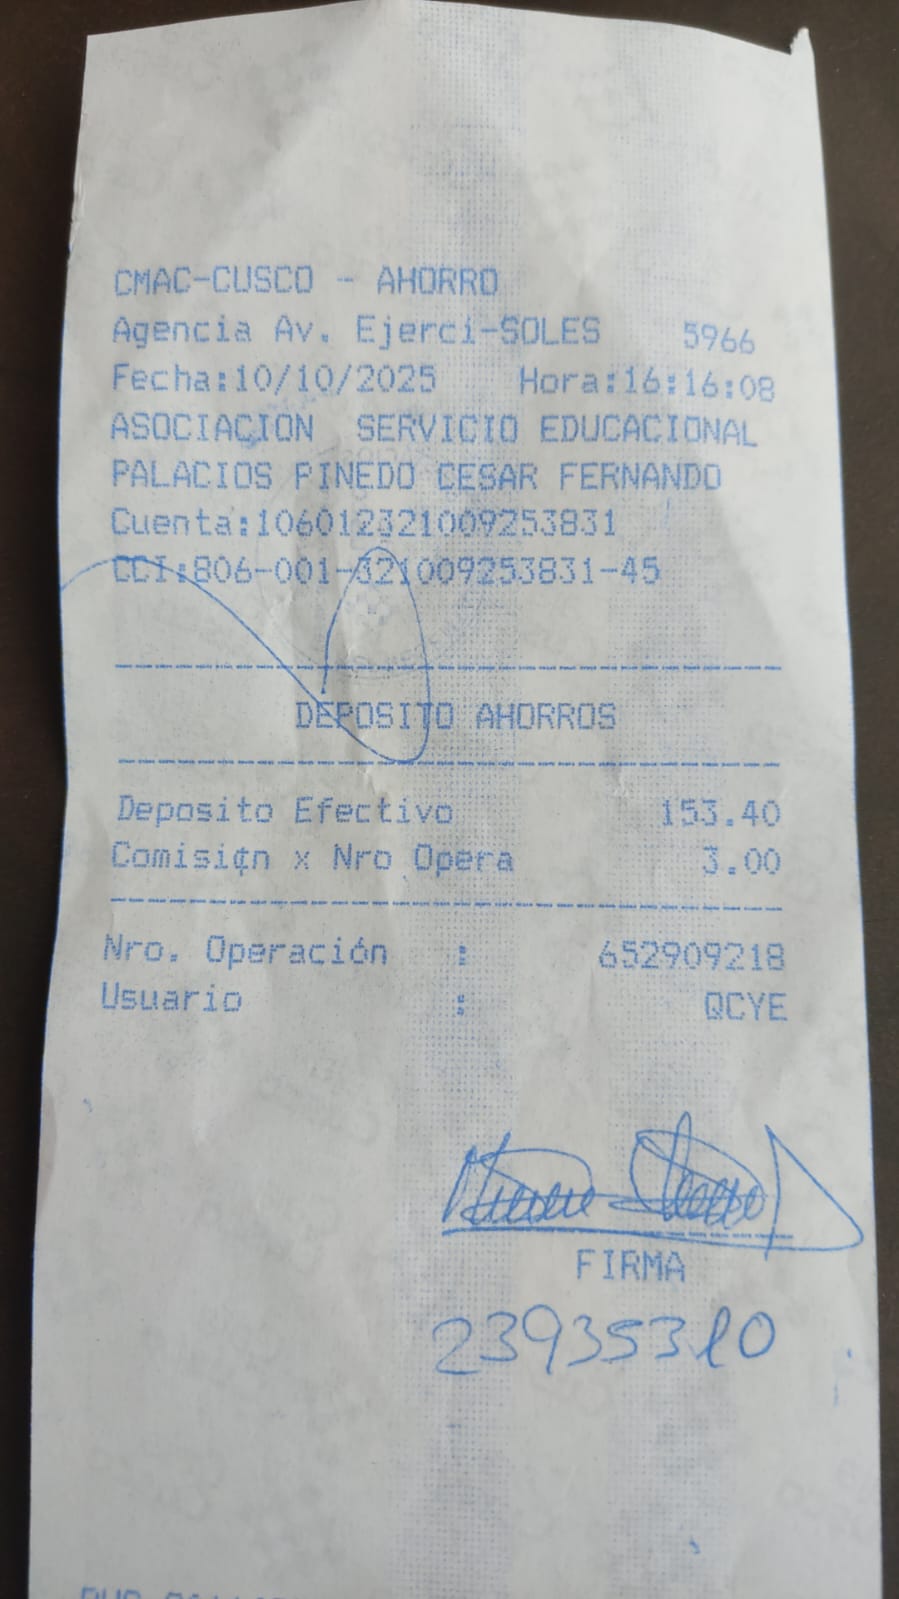 CMAC-CUSCO - AHORRO
Agencia Av. Ejerci-SOLES 5966
Fecha:10/10/2025 Hora:16:16:08
ASOCIACION SERVICIO EDUCACIONAL
PALACIOS PINEDO CESAR FERNANDO
Cuenta:106012321009253831
CCI:806-001-321009253831-45
DEPOSITO AHORROS
Deposito Efectivo 153.40
Comisi¢n x Nro Opera 3.00
Nro. Operación : 652909218
Usuario : QCYE
FIRMA
23935310